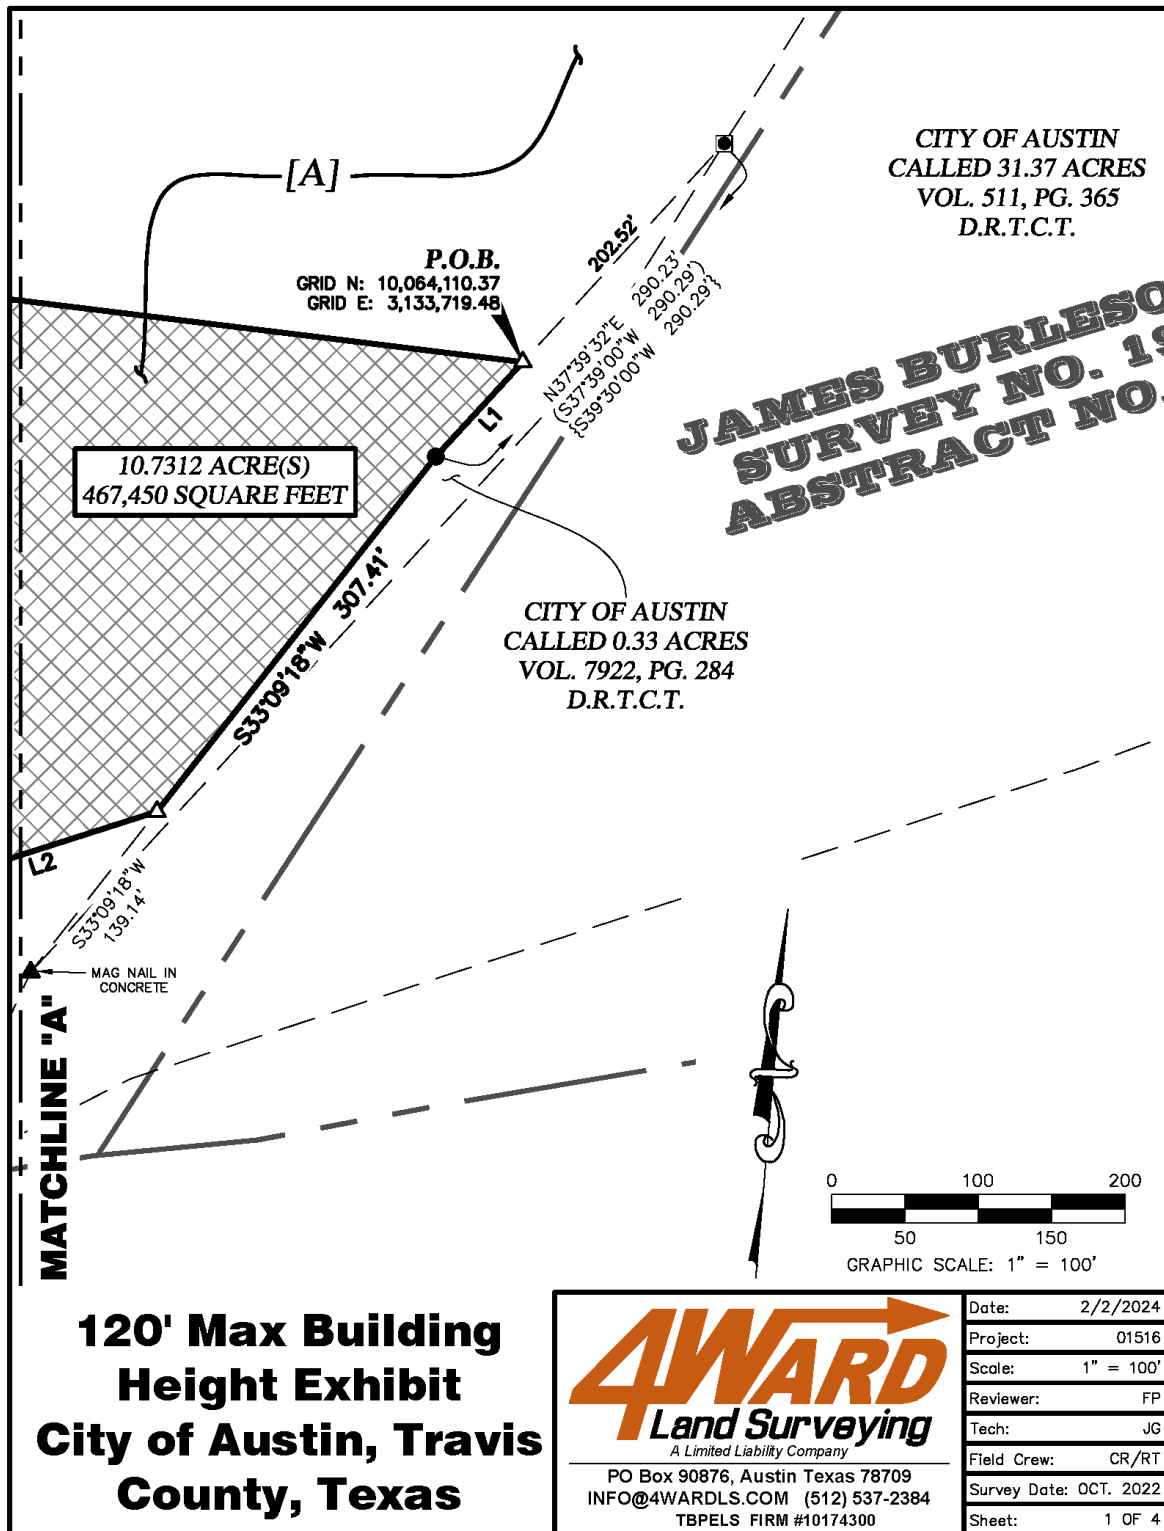 [A]
CITY OF AUSTIN
CALLED 31.37 ACRES
VOL. 511, PG. 365
D.R.T.C.T.
P.O.B.
GRID N: 10,064,110.37
GRID E: 3,133,719.48
202.52'
N37°39'32"E 290.23'
(S37°39'00"W 290.29')
{S39°30'00"W 290.29'}
JAMES BURLESO
SURVEY NO. 19
ABSTRACT NO.
L1
10.7312 ACRE(S)
467,450 SQUARE FEET
S33°09'18"W 307.41'
CITY OF AUSTIN
CALLED 0.33 ACRES
VOL. 7922, PG. 284
D.R.T.C.T.
L2
S33°09'18"W
139.14'
MAG NAIL IN
CONCRETE
MATCHLINE "A"
0 100 200
50 150
GRAPHIC SCALE: 1" = 100'
120' Max Building
Height Exhibit
City of Austin, Travis
County, Texas
4WARD
Land Surveying
A Limited Liability Company
PO Box 90876, Austin Texas 78709
INFO@4WARDLS.COM (512) 537-2384
TBPELS FIRM #10174300
Date: 2/2/2024
Project: 01516
Scale: 1" = 100'
Reviewer: FP
Tech: JG
Field Crew: CR/RT
Survey Date: OCT. 2022
Sheet: 1 OF 4